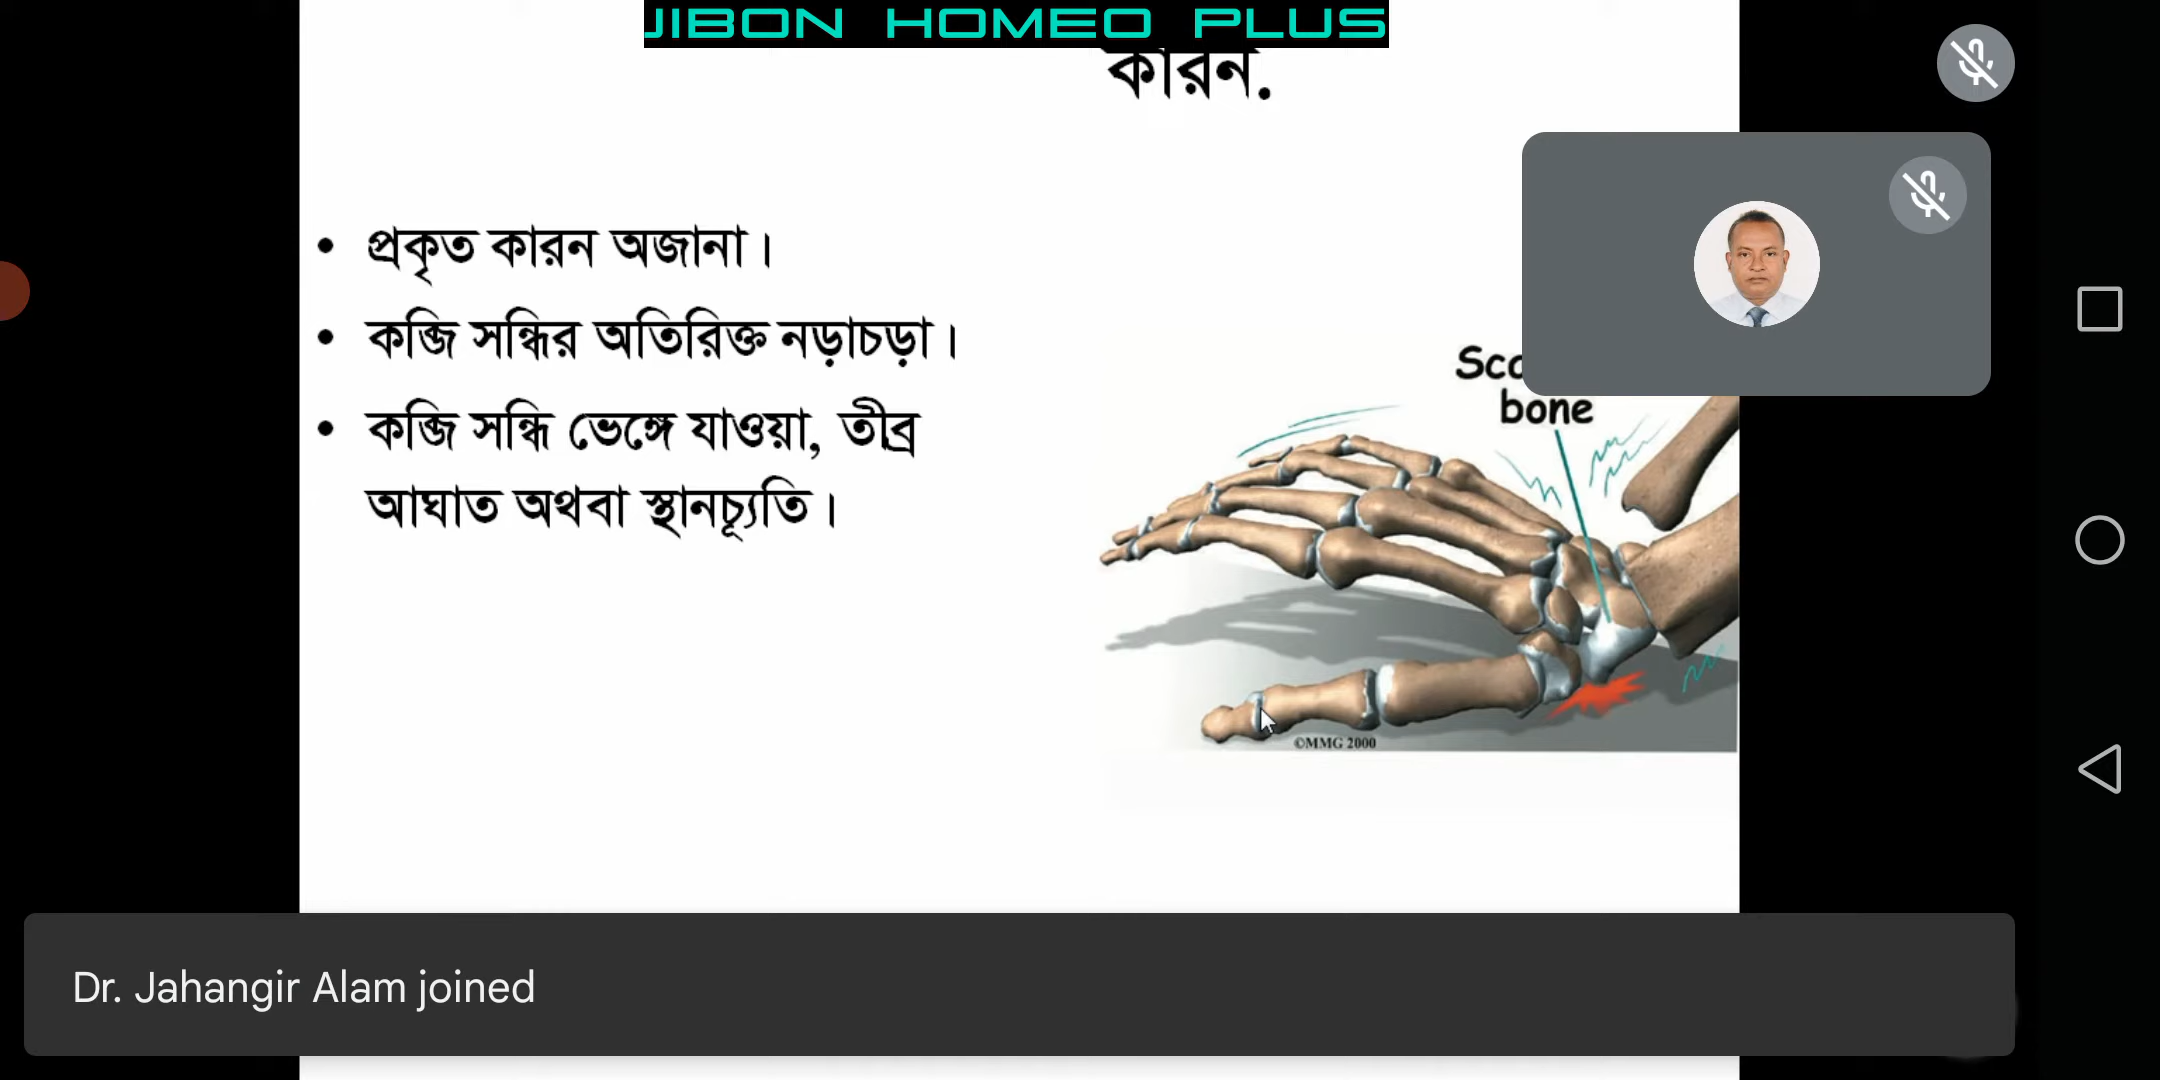 JIBON HOMEO PLUS
কারন.
• প্রকৃত কারন অজানা।
• কব্জি সন্ধির অতিরিক্ত নড়াচড়া।
• কব্জি সন্ধি ভেঙ্গে যাওয়া, তীব্র
আঘাত অথবা স্থানচ্যূতি।
bone
©MMG 2000
Dr. Jahangir Alam joined